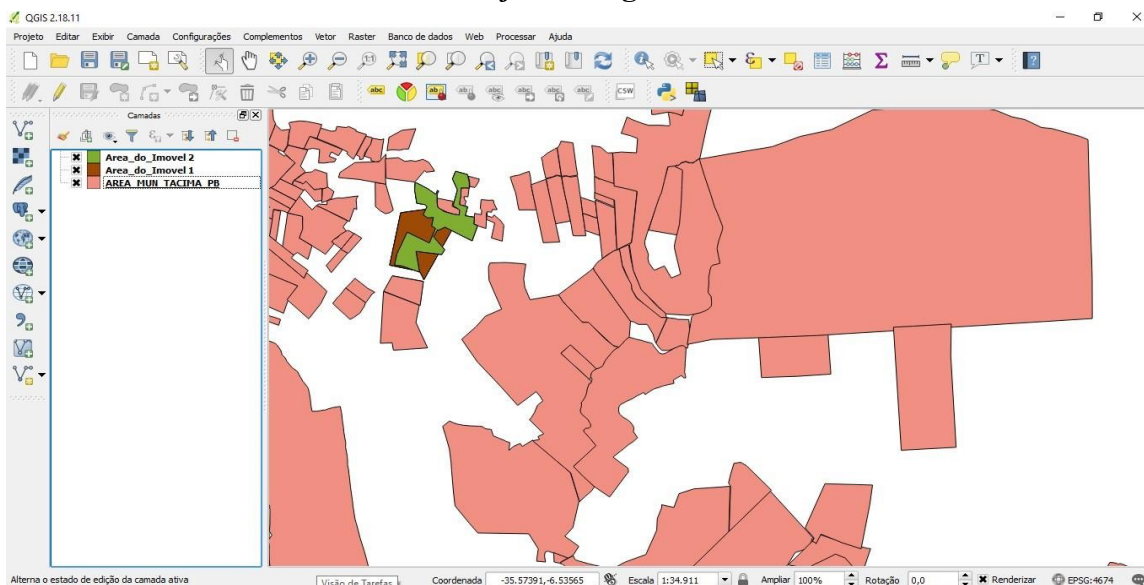 QGIS 2.18.11
Projeto Editar Exibir Camada Configurações Complementos Vetor Raster Banco de dados Web Processar Ajuda
abc
CSW
Camadas
Area_do_Imovel 2
Area_do_Imovel 1
AREA_MUN_TACIMA_PB
Alterna o estado de edição da camada ativa
Visão de Tarefas
Coordenada -35.57391,-6.53565 Escala 1:34.911 Ampliar 100% Rotação 0,0 Renderizar EPSG:4674